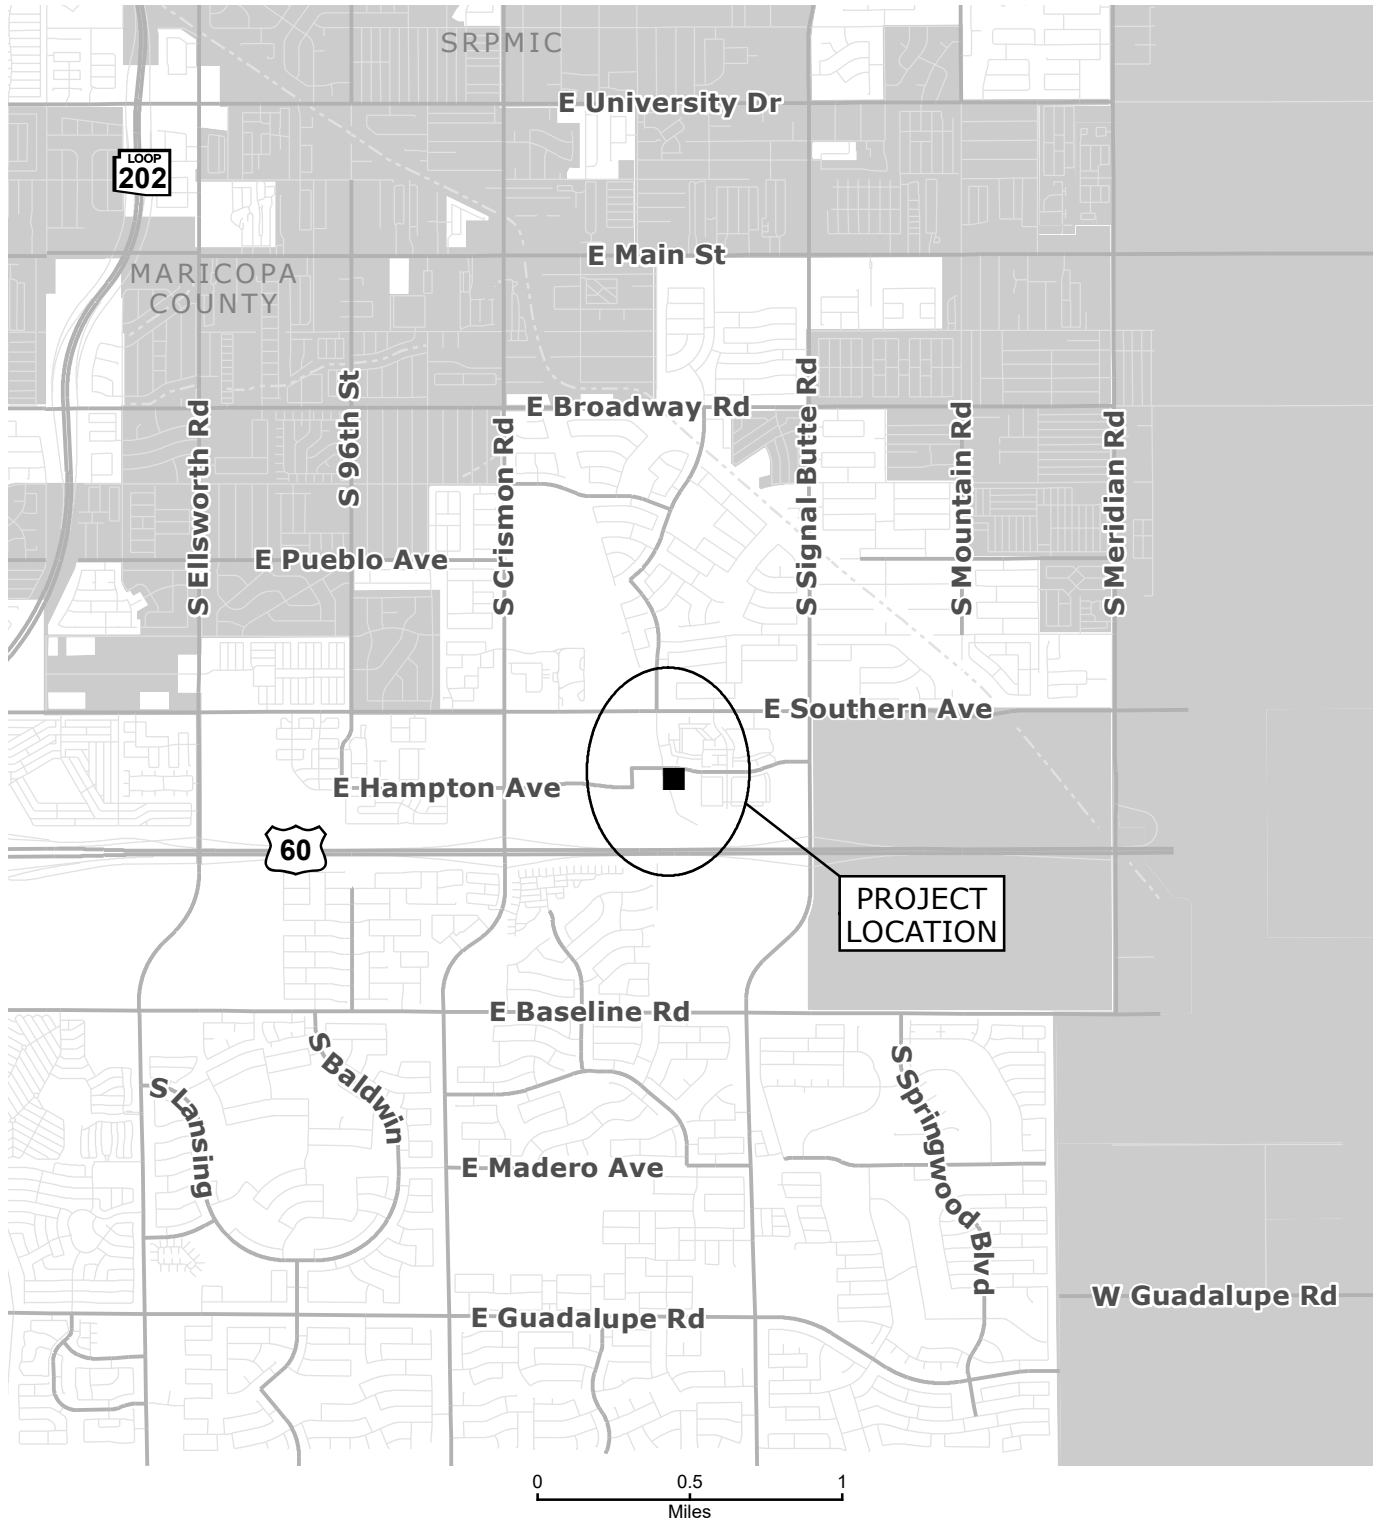 SRPMIC
E University Dr
LOOP
202
E Main St
MARICOPA
COUNTY
S Ellsworth Rd
S 96th St
S Crismon Rd
E Broadway Rd
S Signal Butte Rd
S Mountain Rd
S Meridian Rd
E Pueblo Ave
E Southern Ave
E Hampton Ave
60
PROJECT
LOCATION
E Baseline Rd
S Baldwin
S Lansing
S Springwood Blvd
E Madero Ave
W Guadalupe Rd
E Guadalupe Rd
0 0.5 1
Miles